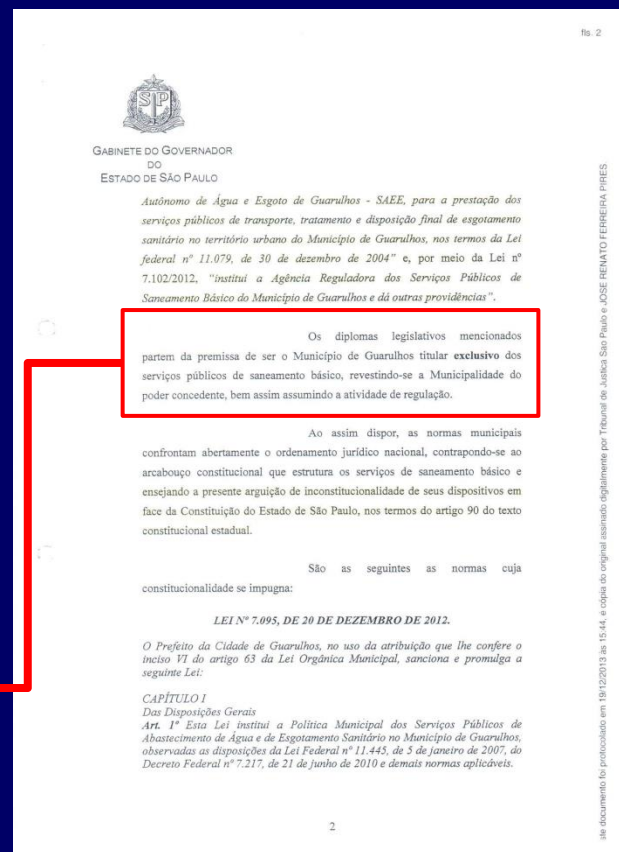 fls. 2
SP
GABINETE DO GOVERNADOR
DO
ESTADO DE SÃO PAULO
Autônomo de Água e Esgoto de Guarulhos - SAEE, para a prestação dos
serviços públicos de transporte, tratamento e disposição final de esgotamento
sanitário no território urbano do Município de Guarulhos, nos termos da Lei
federal nº 11.079, de 30 de dezembro de 2004" e, por meio da Lei nº
7.102/2012, "institui a Agência Reguladora dos Serviços Públicos de
Saneamento Básico do Município de Guarulhos e dá outras providências".
Os diplomas legislativos mencionados
partem da premissa de ser o Município de Guarulhos titular exclusivo dos
serviços públicos de saneamento básico, revestindo-se a Municipalidade do
poder concedente, bem assim assumindo a atividade de regulação.
Ao assim dispor, as normas municipais
confrontam abertamente o ordenamento jurídico nacional, contrapondo-se ao
arcabouço constitucional que estrutura os serviços de saneamento básico e
ensejando a presente arguição de inconstitucionalidade de seus dispositivos em
face da Constituição do Estado de São Paulo, nos termos do artigo 90 do texto
constitucional estadual.
São as seguintes as normas cuja
constitucionalidade se impugna:
LEI Nº 7.095, DE 20 DE DEZEMBRO DE 2012.
O Prefeito da Cidade de Guarulhos, no uso da atribuição que lhe confere o
inciso VI do artigo 63 da Lei Orgânica Municipal, sanciona e promulga a
seguinte Lei:
CAPÍTULO I
Das Disposições Gerais
Art. 1º Esta Lei institui a Política Municipal dos Serviços Públicos de
Abastecimento de Água e de Esgotamento Sanitário no Município de Guarulhos,
observadas as disposições da Lei Federal nº 11.445, de 5 de janeiro de 2007, do
Decreto Federal nº 7.217, de 21 de junho de 2010 e demais normas aplicáveis.
2
ste documento foi protocolado em 19/12/2013 às 15:44, e cópia do original assinado digitalmente por Tribunal de Justica Sao Paulo e JOSE RENATO FERREIRA PIRES